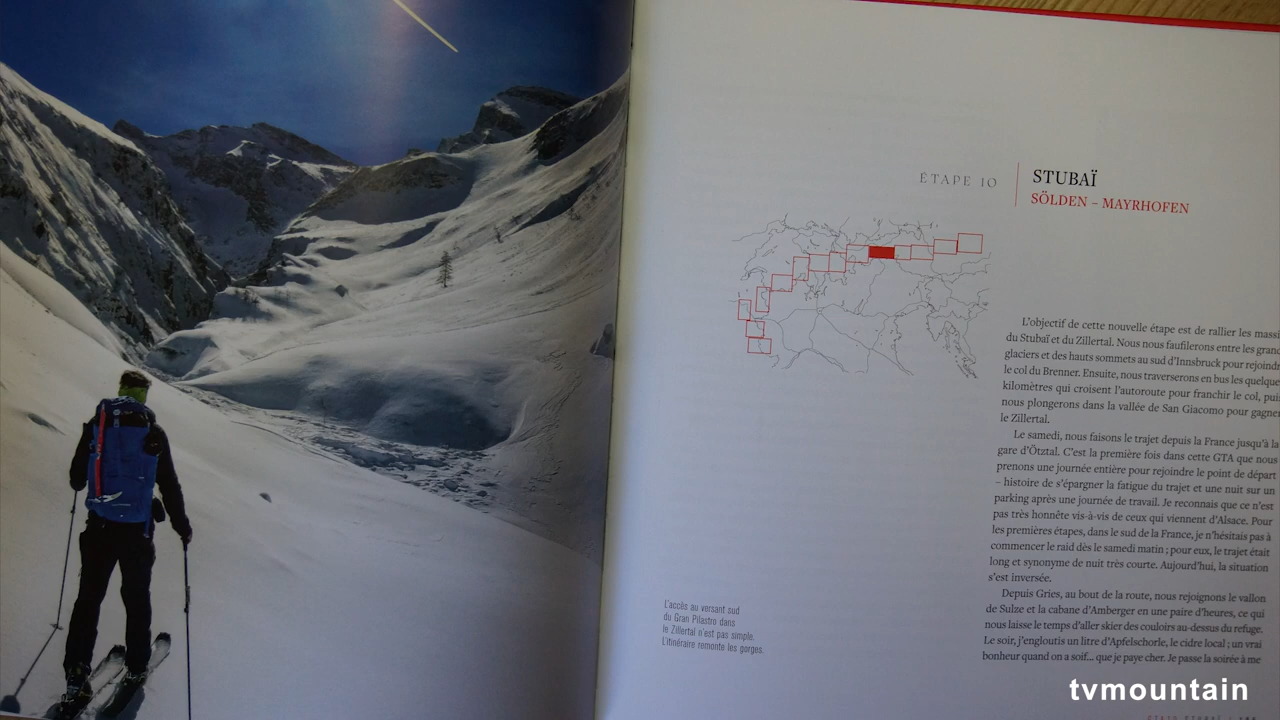 ÉTAPE 10
STUBAÏ
SÖLDEN – MAYRHOFEN
L'objectif de cette nouvelle étape est de rallier les
du Stubaï et du Zillertal. Nous nous faufilerons entre les
glaciers et des hauts sommets au sud d'Innsbruck pour
le col du Brenner. Ensuite, nous traverserons en bus les
kilomètres qui croisent l'autoroute pour franchir le col,
nous plongerons dans la vallée de San Giacomo pour
le Zillertal.
Le samedi, nous faisons le trajet depuis la France jusqu'à la
gare d'Ötztal. C'est la première fois dans cette GTA que nous
prenons une journée entière pour rejoindre le point de départ
– histoire de s'épargner la fatigue du trajet et une nuit sur un
parking après une journée de travail. Je reconnais que ce n'est
pas très honnête vis-à-vis de ceux qui viennent d'Alsace. Pour
les premières étapes, dans le sud de la France, je n'hésitais pas à
commencer le raid dès le samedi matin ; pour eux, le trajet était
long et synonyme de nuit très courte. Aujourd'hui, la situation
s'est inversée.
Depuis Gries, au bout de la route, nous rejoignons le vallon
de Sulze et la cabane d'Amberger en une paire d'heures, ce qui
nous laisse le temps d'aller skier des couloirs au-dessus du refuge.
Le soir, j'engloutis un litre d'Apfelschorle, le cidre local ; un vrai
bonheur quand on a soif... que je paye cher. Je passe la soirée à me
L'accès au versant sud
du Gran Pilastro dans
le Zillertal n'est pas simple.
L'itinéraire remonte les gorges.
tvmountain